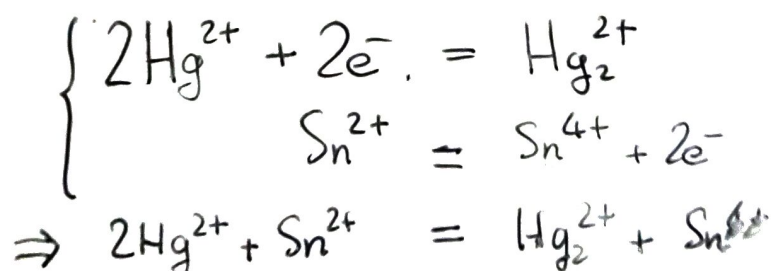 2Hg²⁺ + 2e⁻. = Hg₂²⁺
Sn²⁺ = Sn⁴⁺ + 2e⁻
⇒ 2Hg²⁺ + Sn²⁺ = Hg₂²⁺ + Sn